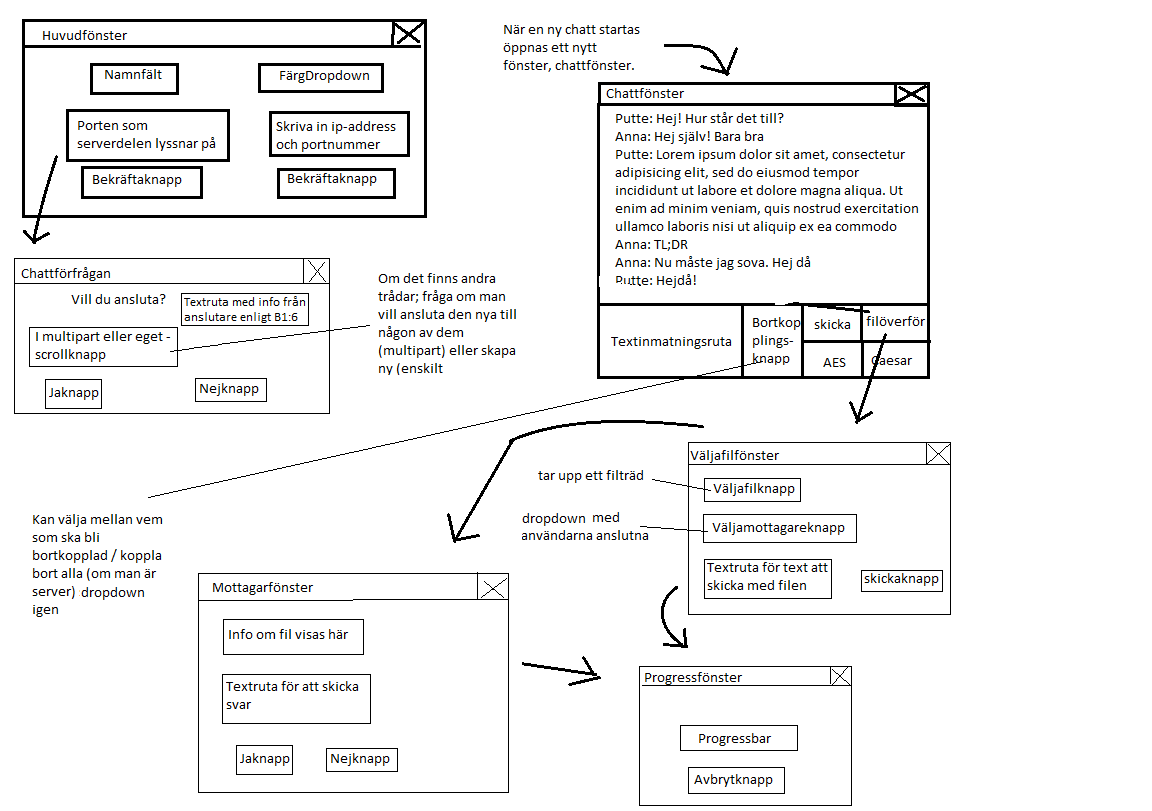 Huvudfönster
Namnfält
FärgDropdown
Porten som
serverdelen lyssnar på
Skriva in ip-address
och portnummer
Bekräftaknapp
Bekräftaknapp
När en ny chatt startas
öppnas ett nytt
fönster, chattfönster.
Chattfönster
Putte: Hej! Hur står det till?
Anna: Hej själv! Bara bra
Putte: Lorem ipsum dolor sit amet, consectetur
adipisicing elit, sed do eiusmod tempor
incididunt ut labore et dolore magna aliqua. Ut
enim ad minim veniam, quis nostrud exercitation
ullamco laboris nisi ut aliquip ex ea commodo
Anna: TL;DR
Anna: Nu måste jag sova. Hej då
Putte: Hejdå!
Textinmatningsruta
Bortkop
plings-
knapp
skicka
filöverför
AES
Caesar
Chattförfrågan
Vill du ansluta?
Textruta med info från
anslutare enligt B1:6
I multipart eller eget -
scrollknapp
Jaknapp
Nejknapp
Om det finns andra
trådar; fråga om man
vill ansluta den nya till
någon av dem
(multipart) eller skapa
ny (enskilt
Kan välja mellan vem
som ska bli
bortkopplad / koppla
bort alla (om man är
server) dropdown
igen
tar upp ett filträd
dropdown med
användarna anslutna
Väljafilfönster
Väljafilknapp
Väljamottagareknapp
Textruta för text att
skicka med filen
skickaknapp
Mottagarfönster
Info om fil visas här
Textruta för att skicka
svar
Jaknapp
Nejknapp
Progressfönster
Progressbar
Avbrytknapp